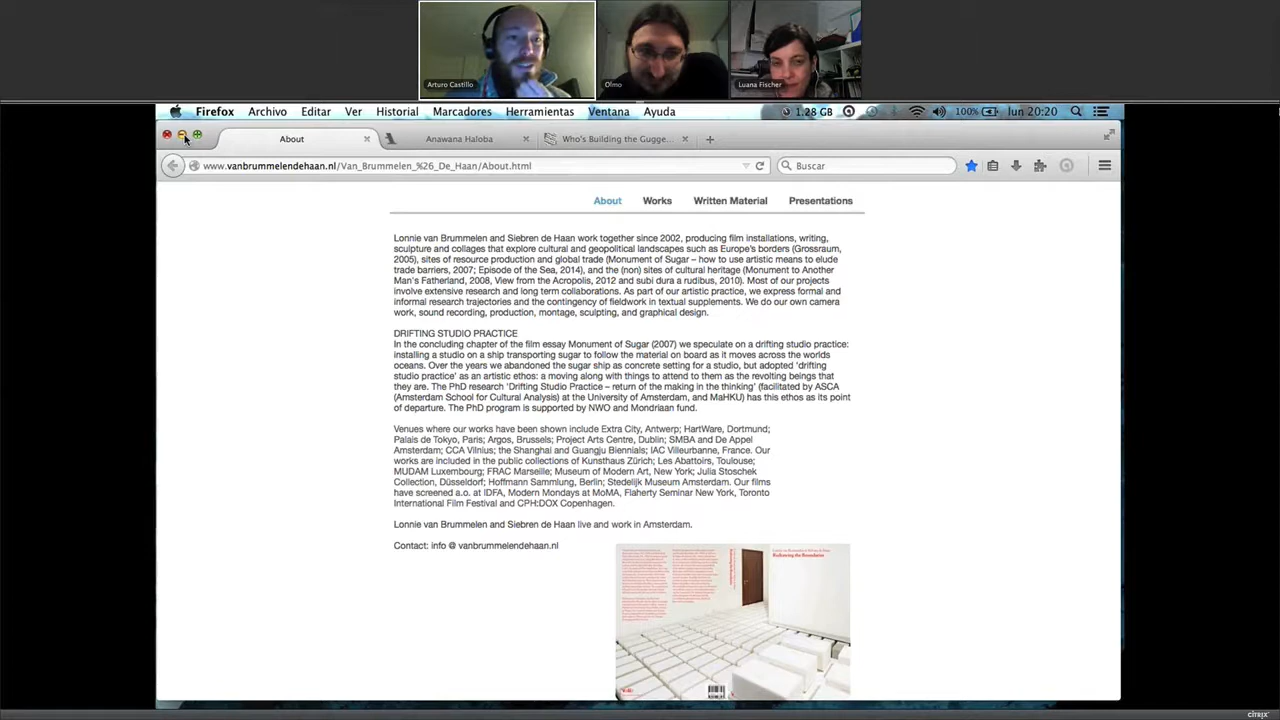 Arturo Castillo
Olmo
Luana Fischer
Firefox Archivo Editar Ver Historial Marcadores Herramientas Ventana Ayuda 1.28 GB 100% lun 20:20
About Anawana Haloba Who's Building the Gugge...
www.vanbrummelendehaan.nl/Van_Brummelen_%26_De_Haan/About.html Buscar
About Works Written Material Presentations
Lonnie van Brummelen and Siebren de Haan work together since 2002, producing film installations, writing,
sculpture and collages that explore cultural and geopolitical landscapes such as Europe's borders (Grossraum,
2005), sites of resource production and global trade (Monument of Sugar – how to use artistic means to elude
trade barriers, 2007; Episode of the Sea, 2014), and the (non) sites of cultural heritage (Monument to Another
Man's Fatherland, 2008, View from the Acropolis, 2012 and subi dura a rudibus, 2010). Most of our projects
involve extensive research and long term collaborations. As part of our artistic practice, we express formal and
informal research trajectories and the contingency of fieldwork in textual supplements. We do our own camera
work, sound recording, production, montage, sculpting, and graphical design.
DRIFTING STUDIO PRACTICE
In the concluding chapter of the film essay Monument of Sugar (2007) we speculate on a drifting studio practice:
installing a studio on a ship transporting sugar to follow the material on board as it moves across the worlds
oceans. Over the years we abandoned the sugar ship as concrete setting for a studio, but adopted 'drifting
studio practice' as an artistic ethos: a moving along with things to attend to them as the revolting beings that
they are. The PhD research 'Drifting Studio Practice – return of the making in the thinking' (facilitated by ASCA
(Amsterdam School for Cultural Analysis) at the University of Amsterdam, and MaHKU) has this ethos as its point
of departure. The PhD program is supported by NWO and Mondriaan fund.
Venues where our works have been shown include Extra City, Antwerp; HartWare, Dortmund;
Palais de Tokyo, Paris; Argos, Brussels; Project Arts Centre, Dublin; SMBA and De Appel
Amsterdam; CCA Vilnius; the Shanghai and Guangju Biennials; IAC Villeurbanne, France. Our
works are included in the public collections of Kunsthaus Zürich; Les Abattoirs, Toulouse;
MUDAM Luxembourg; FRAC Marseille; Museum of Modern Art, New York; Julia Stoschek
Collection, Düsseldorf; Hoffmann Sammlung, Berlin; Stedelijk Museum Amsterdam. Our films
have screened a.o. at IDFA, Modern Mondays at MoMA, Flaherty Seminar New York, Toronto
International Film Festival and CPH:DOX Copenhagen.
Lonnie van Brummelen and Siebren de Haan live and work in Amsterdam.
Contact: info @ vanbrummelendehaan.nl
CITRIX